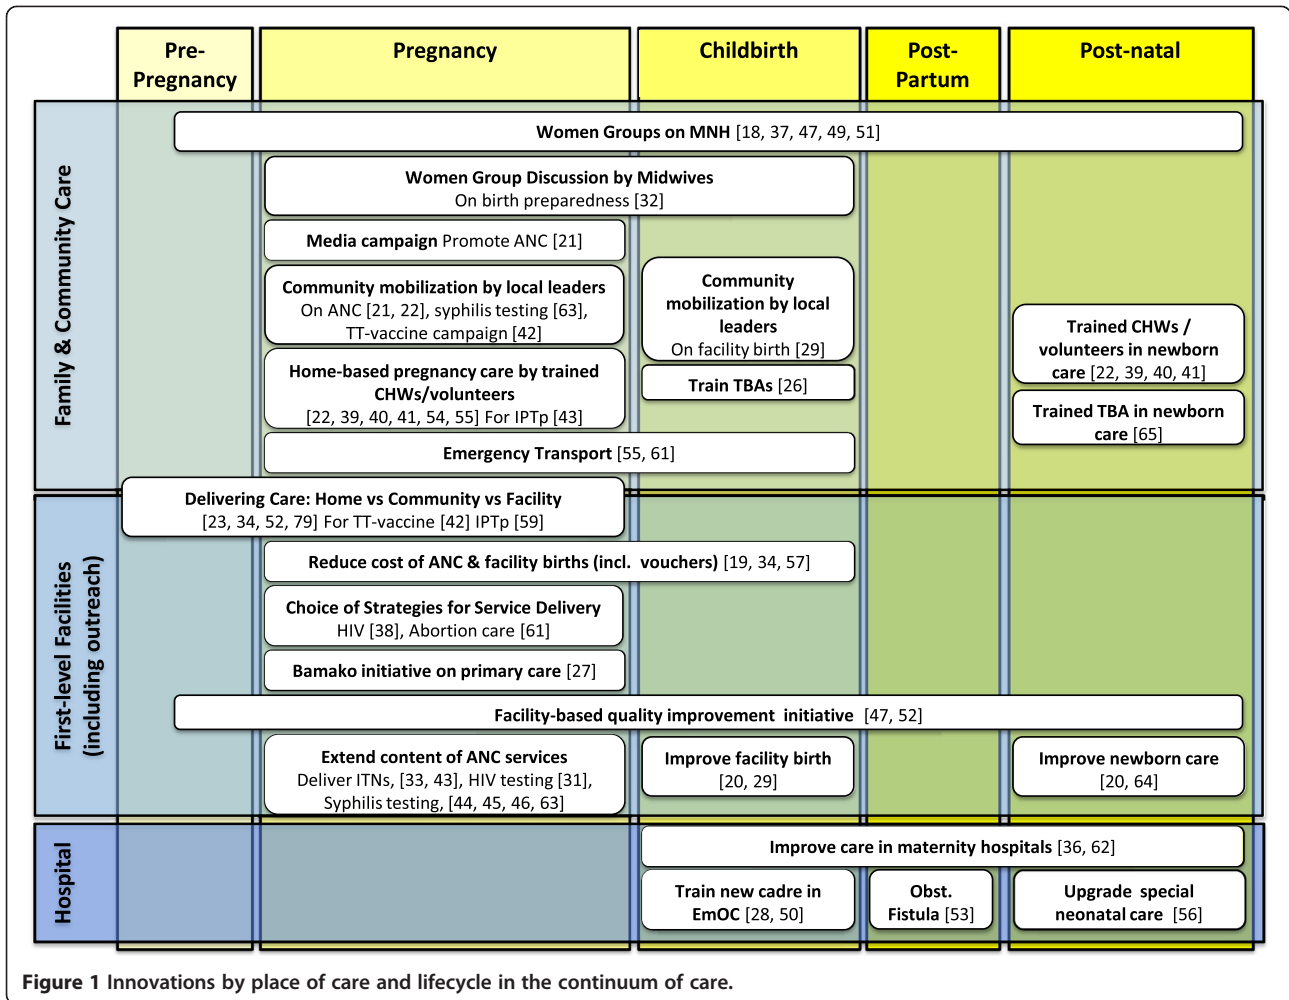 Pre-
Pregnancy
Pregnancy
Childbirth
Post-
Partum
Post-natal
Family & Community Care
Women Groups on MNH [18, 37, 47, 49, 51]
Women Group Discussion by Midwives
On birth preparedness [32]
Media campaign Promote ANC [21]
Community mobilization by local leaders
On ANC [21, 22], syphilis testing [63],
TT-vaccine campaign [42]
Community
mobilization by local
leaders
On facility birth [29]
Trained CHWs /
volunteers in newborn
care [22, 39, 40, 41]
Home-based pregnancy care by trained
CHWs/volunteers
[22, 39, 40, 41, 54, 55] For IPTp [43]
Train TBAs [26]
Trained TBA in newborn
care [65]
Emergency Transport [55, 61]
First-level Facilities
(including outreach)
Delivering Care: Home vs Community vs Facility
[23, 34, 52, 79] For TT-vaccine [42] IPTp [59]
Reduce cost of ANC & facility births (incl. vouchers) [19, 34, 57]
Choice of Strategies for Service Delivery
HIV [38], Abortion care [61]
Bamako initiative on primary care [27]
Facility-based quality improvement initiative [47, 52]
Extend content of ANC services
Deliver ITNs, [33, 43], HIV testing [31],
Syphilis testing, [44, 45, 46, 63]
Improve facility birth
[20, 29]
Improve newborn care
[20, 64]
Hospital
Improve care in maternity hospitals [36, 62]
Train new cadre in
EmOC [28, 50]
Obst.
Fistula [53]
Upgrade special
neonatal care [56]
Figure 1 Innovations by place of care and lifecycle in the continuum of care.